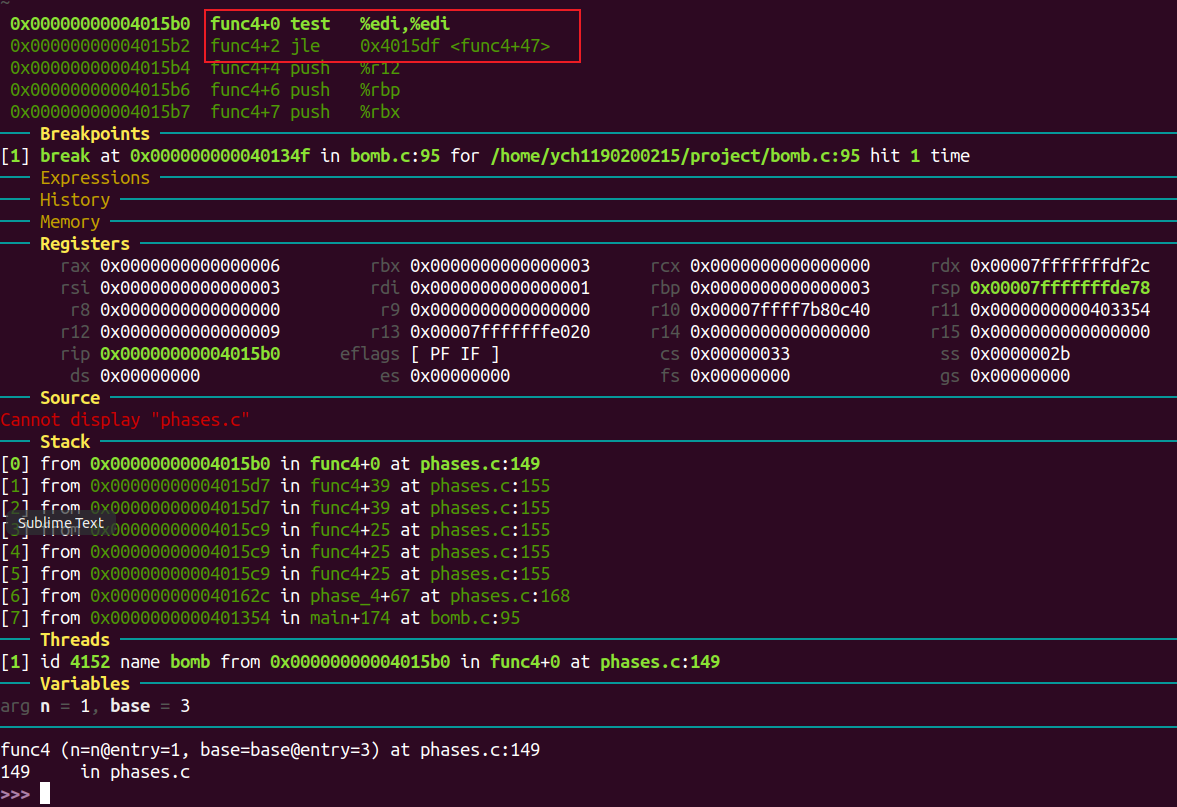 ~
0x00000000004015b0 func4+0 test %edi,%edi
0x00000000004015b2 func4+2 jle 0x4015df <func4+47>
0x00000000004015b4 func4+4 push %r12
0x00000000004015b6 func4+6 push %rbp
0x00000000004015b7 func4+7 push %rbx
Breakpoints
[1] break at 0x000000000040134f in bomb.c:95 for /home/ych1190200215/project/bomb.c:95 hit 1 time
Expressions
History
Memory
Registers
rax 0x0000000000000006 rbx 0x0000000000000003 rcx 0x0000000000000000 rdx 0x00007fffffffdf2c
rsi 0x0000000000000003 rdi 0x0000000000000001 rbp 0x0000000000000003 rsp 0x00007fffffffde78
r8 0x0000000000000000 r9 0x0000000000000000 r10 0x00007ffff7b80c40 r11 0x0000000000403354
r12 0x0000000000000009 r13 0x00007fffffffe020 r14 0x0000000000000000 r15 0x0000000000000000
rip 0x00000000004015b0 eflags [ PF IF ] cs 0x00000033 ss 0x0000002b
ds 0x00000000 es 0x00000000 fs 0x00000000 gs 0x00000000
Source
Cannot display "phases.c"
Stack
[0] from 0x00000000004015b0 in func4+0 at phases.c:149
[1] from 0x00000000004015d7 in func4+39 at phases.c:155
[2] from 0x00000000004015d7 in func4+39 at phases.c:155
Sublime Text
[3] from 0x00000000004015c9 in func4+25 at phases.c:155
[4] from 0x00000000004015c9 in func4+25 at phases.c:155
[5] from 0x00000000004015c9 in func4+25 at phases.c:155
[6] from 0x000000000040162c in phase_4+67 at phases.c:168
[7] from 0x0000000000401354 in main+174 at bomb.c:95
Threads
[1] id 4152 name bomb from 0x00000000004015b0 in func4+0 at phases.c:149
Variables
arg n = 1, base = 3
func4 (n=n@entry=1, base=base@entry=3) at phases.c:149
149 in phases.c
>>>